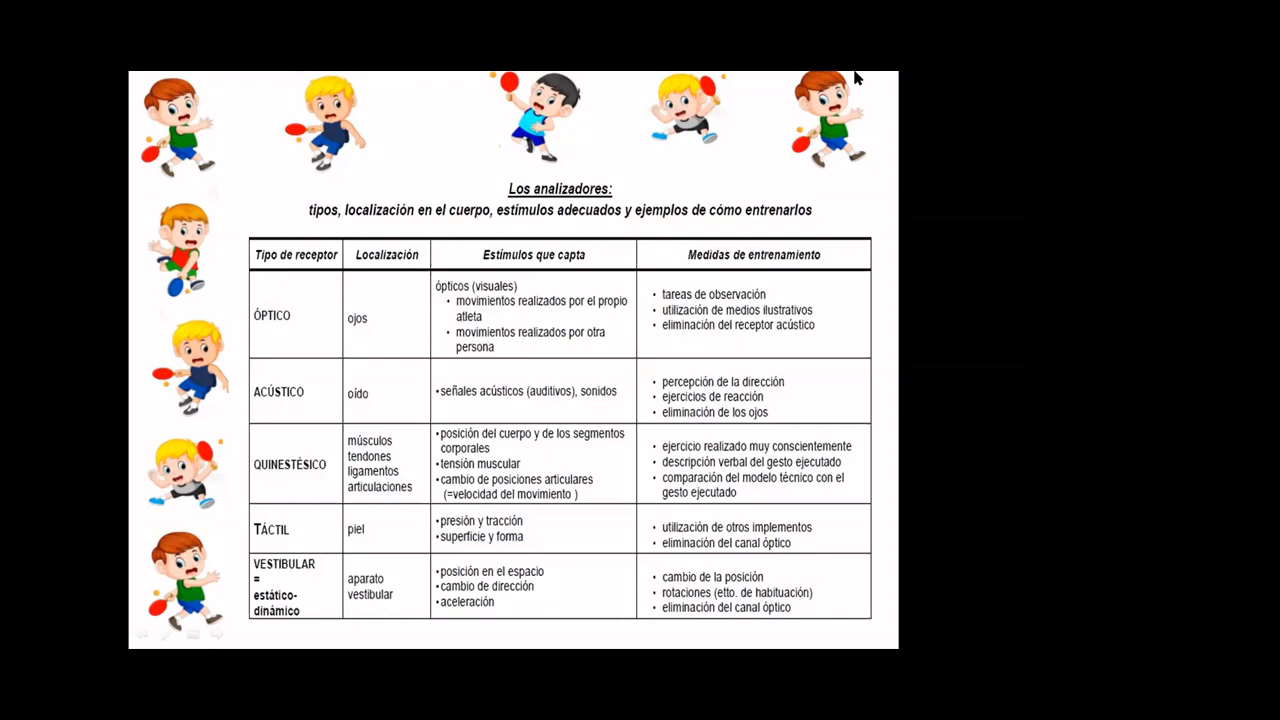 Los analizadores:
tipos, localización en el cuerpo, estímulos adecuados y ejemplos de cómo entrenarlos
Tipo de receptor
Localización
Estímulos que capta
Medidas de entrenamiento
ÓPTICO
ojos
ópticos (visuales)
• movimientos realizados por el propio
atleta
• movimientos realizados por otra
persona
• tareas de observación
• utilización de medios ilustrativos
• eliminación del receptor acústico
ACÚSTICO
oído
•señales acústicos (auditivos), sonidos
• percepción de la dirección
• ejercicios de reacción
• eliminación de los ojos
QUINESTÉSICO
músculos
tendones
ligamentos
articulaciones
•posición del cuerpo y de los segmentos
corporales
•tensión muscular
•cambio de posiciones articulares
(=velocidad del movimiento )
• ejercicio realizado muy conscientemente
• descripción verbal del gesto ejecutado
• comparación del modelo técnico con el
gesto ejecutado
TÁCTIL
piel
•presión y tracción
•superficie y forma
• utilización de otros implementos
• eliminación del canal óptico
VESTIBULAR
=
estático-
dinámico
aparato
vestibular
•posición en el espacio
•cambio de dirección
•aceleración
• cambio de la posición
• rotaciones (etto. de habituación)
• eliminación del canal óptico